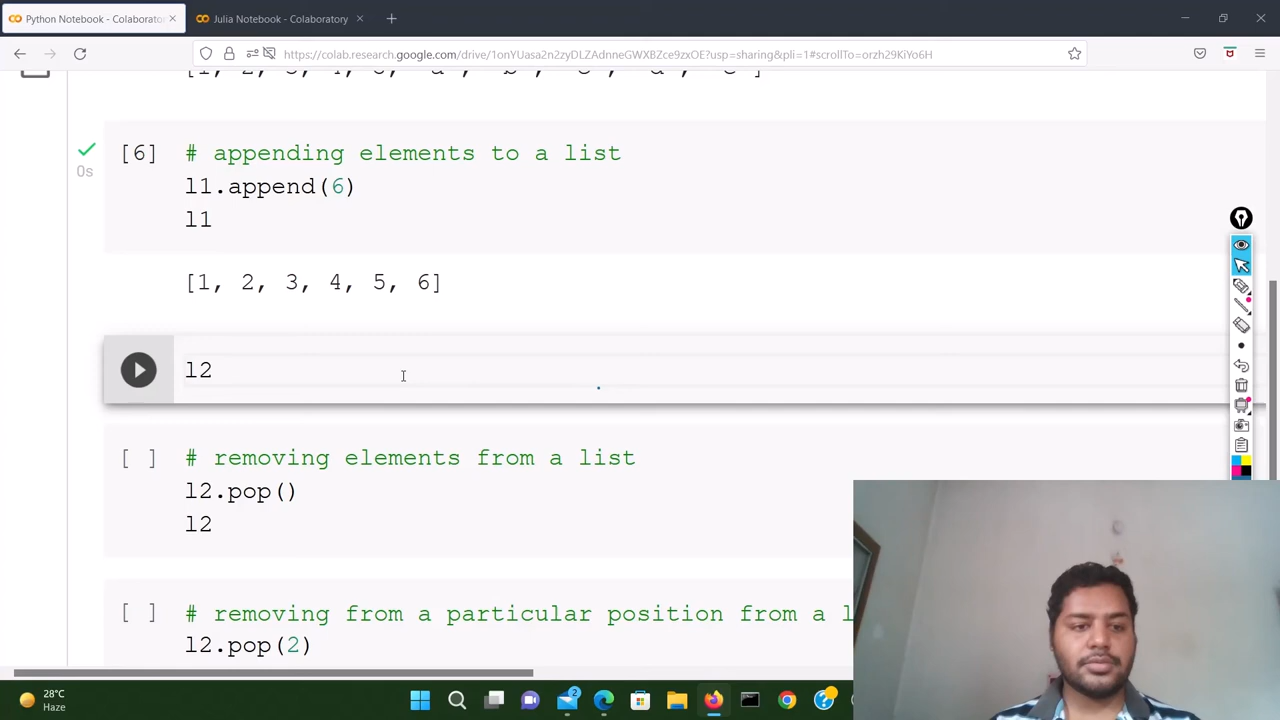 Python Notebook - Colaborator
Julia Notebook - Colaboratory
https://colab.research.google.com/drive/1onYUasa2n2zyDLZAdnneGWXBZce9zxOE?usp=sharing&pli=1#scrollTo=orzh29KiYo6H
[6] # appending elements to a list
0s
l1.append(6)
l1
[1, 2, 3, 4, 5, 6]
l2
[ ] # removing elements from a list
l2.pop()
l2
[ ] # removing from a particular position from a l
l2.pop(2)
28°C
Haze
2